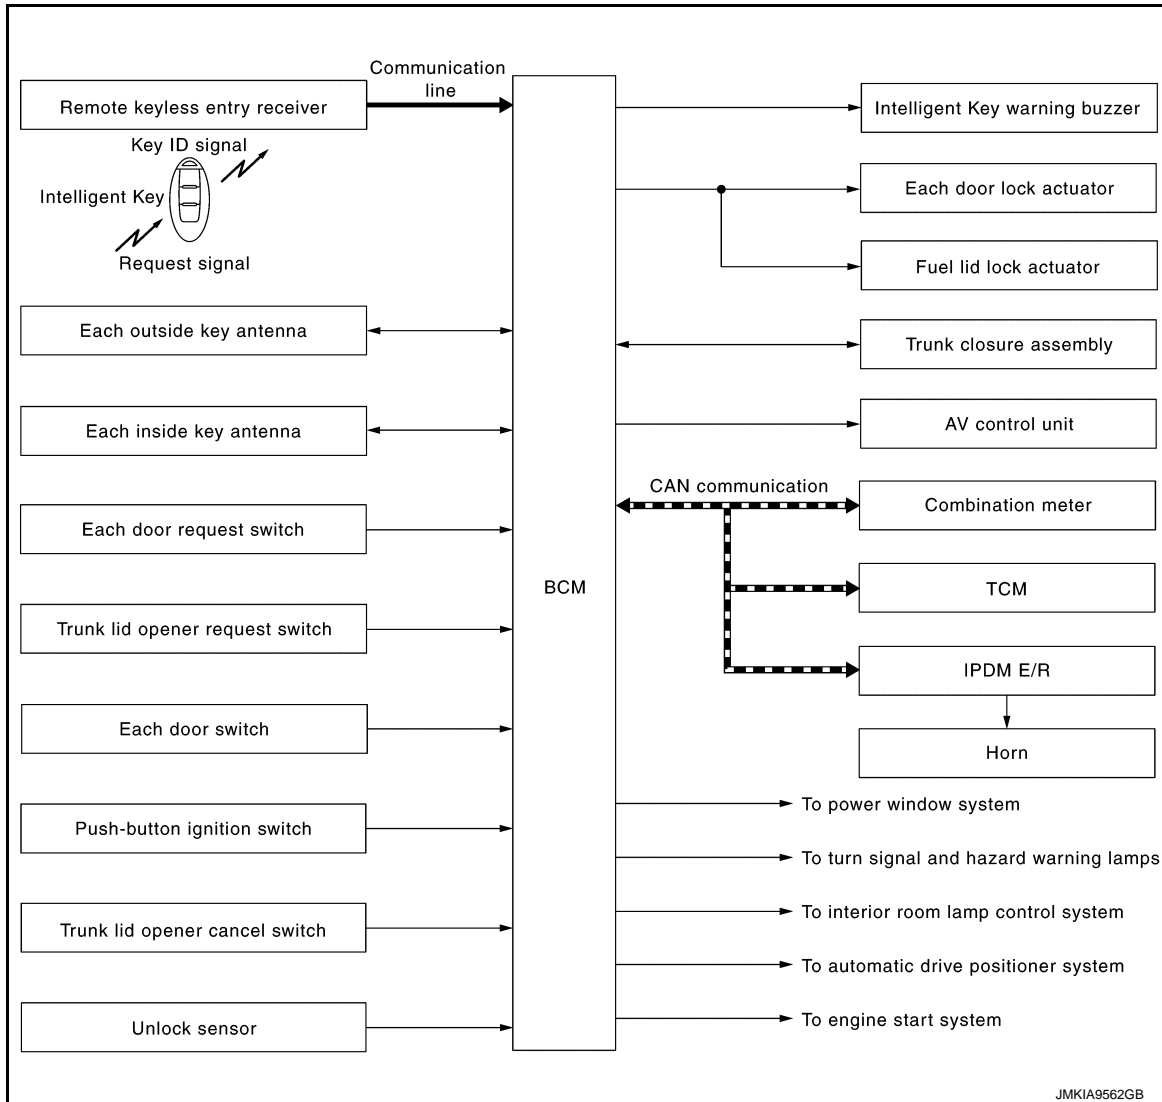 Communication
line
Remote keyless entry receiver
Key ID signal
Intelligent Key
Request signal
Each outside key antenna
Each inside key antenna
Each door request switch
Trunk lid opener request switch
Each door switch
Push-button ignition switch
Trunk lid opener cancel switch
Unlock sensor
BCM
Intelligent Key warning buzzer
Each door lock actuator
Fuel lid lock actuator
Trunk closure assembly
AV control unit
CAN communication
Combination meter
TCM
IPDM E/R
Horn
To power window system
To turn signal and hazard warning lamps
To interior room lamp control system
To automatic drive positioner system
To engine start system
JMKIA9562GB